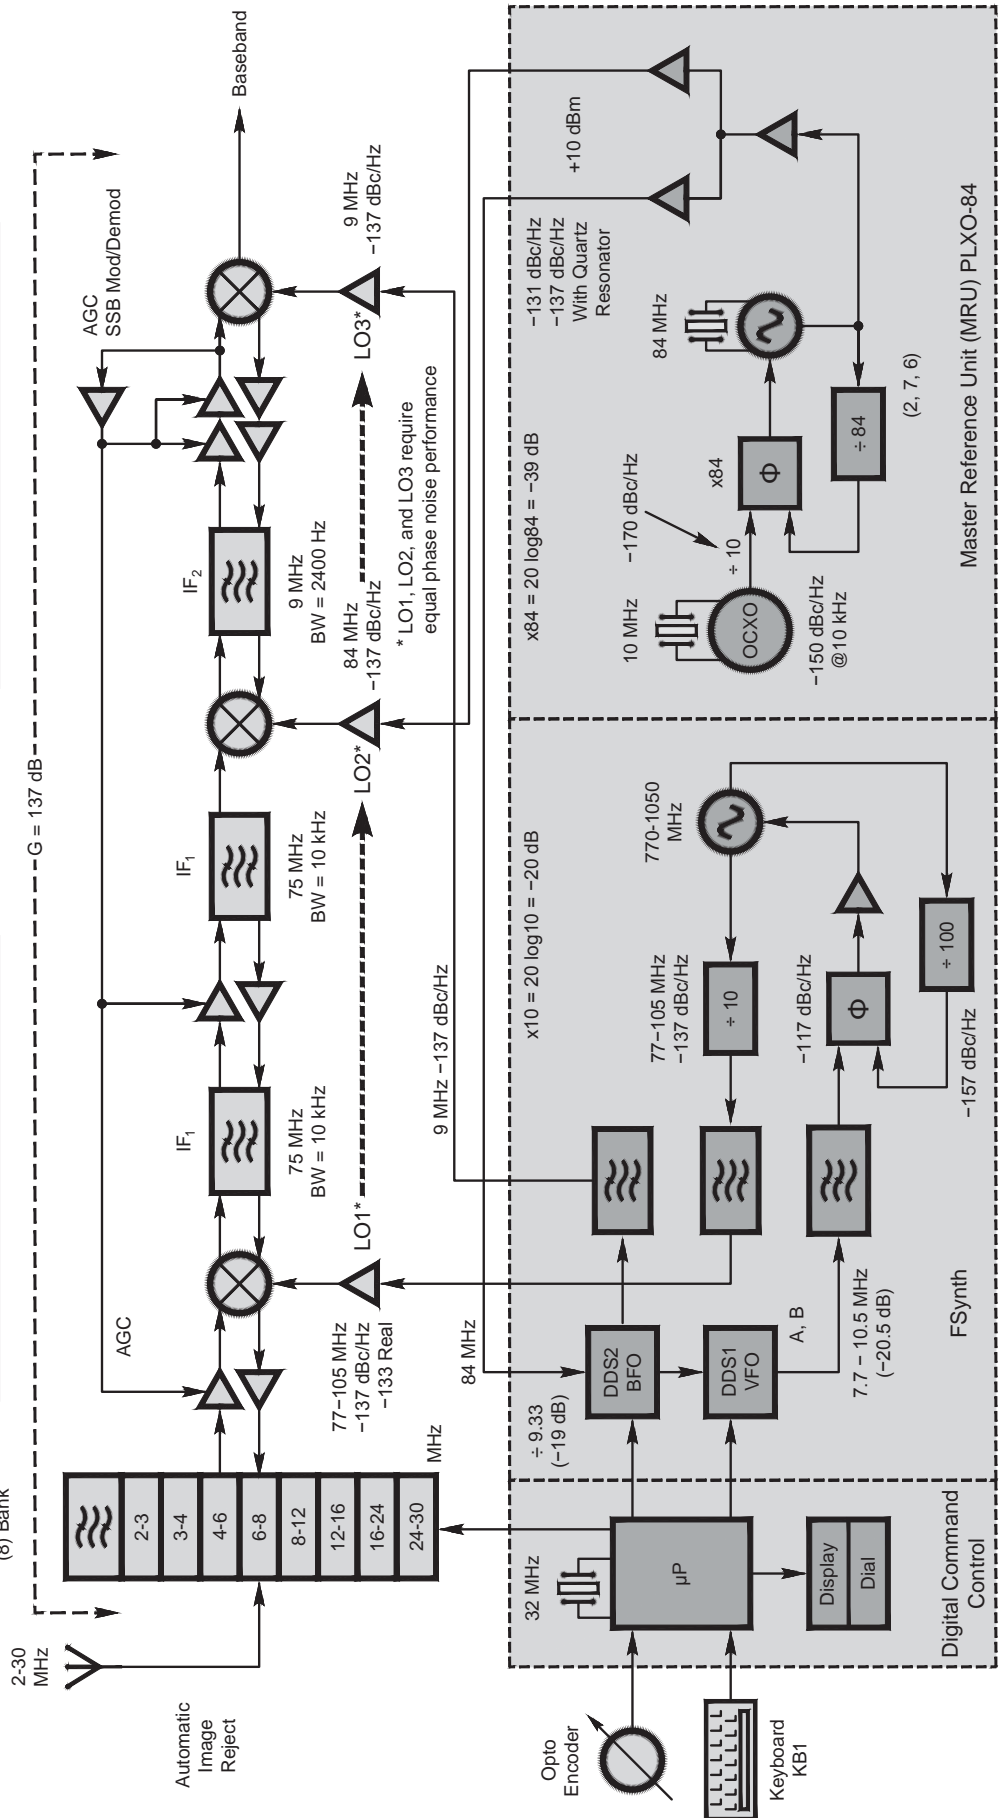 (8) Bank
2-30
MHz
Automatic
Image
Reject
2-3
3-4
4-6
6-8
8-12
12-16
16-24
24-30
MHz
G = 137 dB
AGC
IF1
75 MHz
BW = 10 kHz
IF1
75 MHz
BW = 10 kHz
IF2
9 MHz
BW = 2400 Hz
AGC
SSB Mod/Demod
Baseband
77–105 MHz
–137 dBc/Hz
–133 Real
LO1*
LO2*
84 MHz
–137 dBc/Hz
LO3*
9 MHz
–137 dBc/Hz
* LO1, LO2, and LO3 require
equal phase noise performance
84 MHz
9 MHz –137 dBc/Hz
Opto
Encoder
Keyboard
KB1
32 MHz
µP
Display
Dial
Digital Command
Control
÷ 9.33
(–19 dB)
DDS2
BFO
DDS1
VFO
A, B
7.7 – 10.5 MHz
(–20.5 dB)
FSynth
x10 = 20 log10 = –20 dB
77–105 MHz
–137 dBc/Hz
÷ 10
770-1050
MHz
–117 dBc/Hz
Φ
÷ 100
–157 dBc/Hz
x84 = 20 log84 = –39 dB
10 MHz
OCXO
–150 dBc/Hz
@10 kHz
–170 dBc/Hz
÷ 10
x84
Φ
84 MHz
÷ 84
(2, 7, 6)
–131 dBc/Hz
–137 dBc/Hz
With Quartz
Resonator
+10 dBm
Master Reference Unit (MRU) PLXO-84